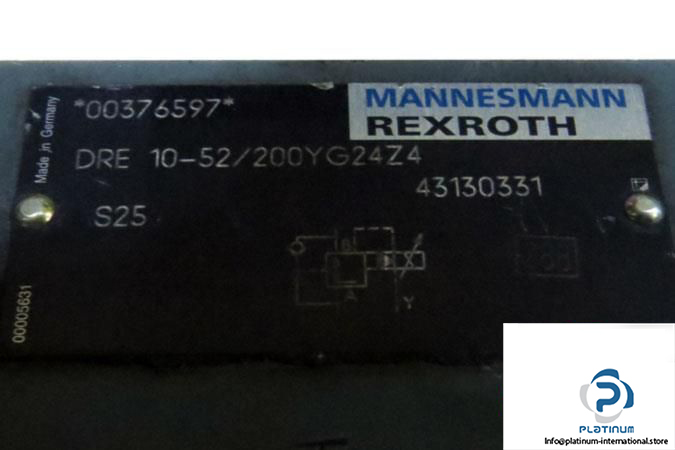 Made in Germany
*00376597*
MANNESMANN
REXROTH
DRE 10-52/200YG24Z4
43130331
S25
B
A
Y
00005631
PLATINUM
Info@platinum-international.store